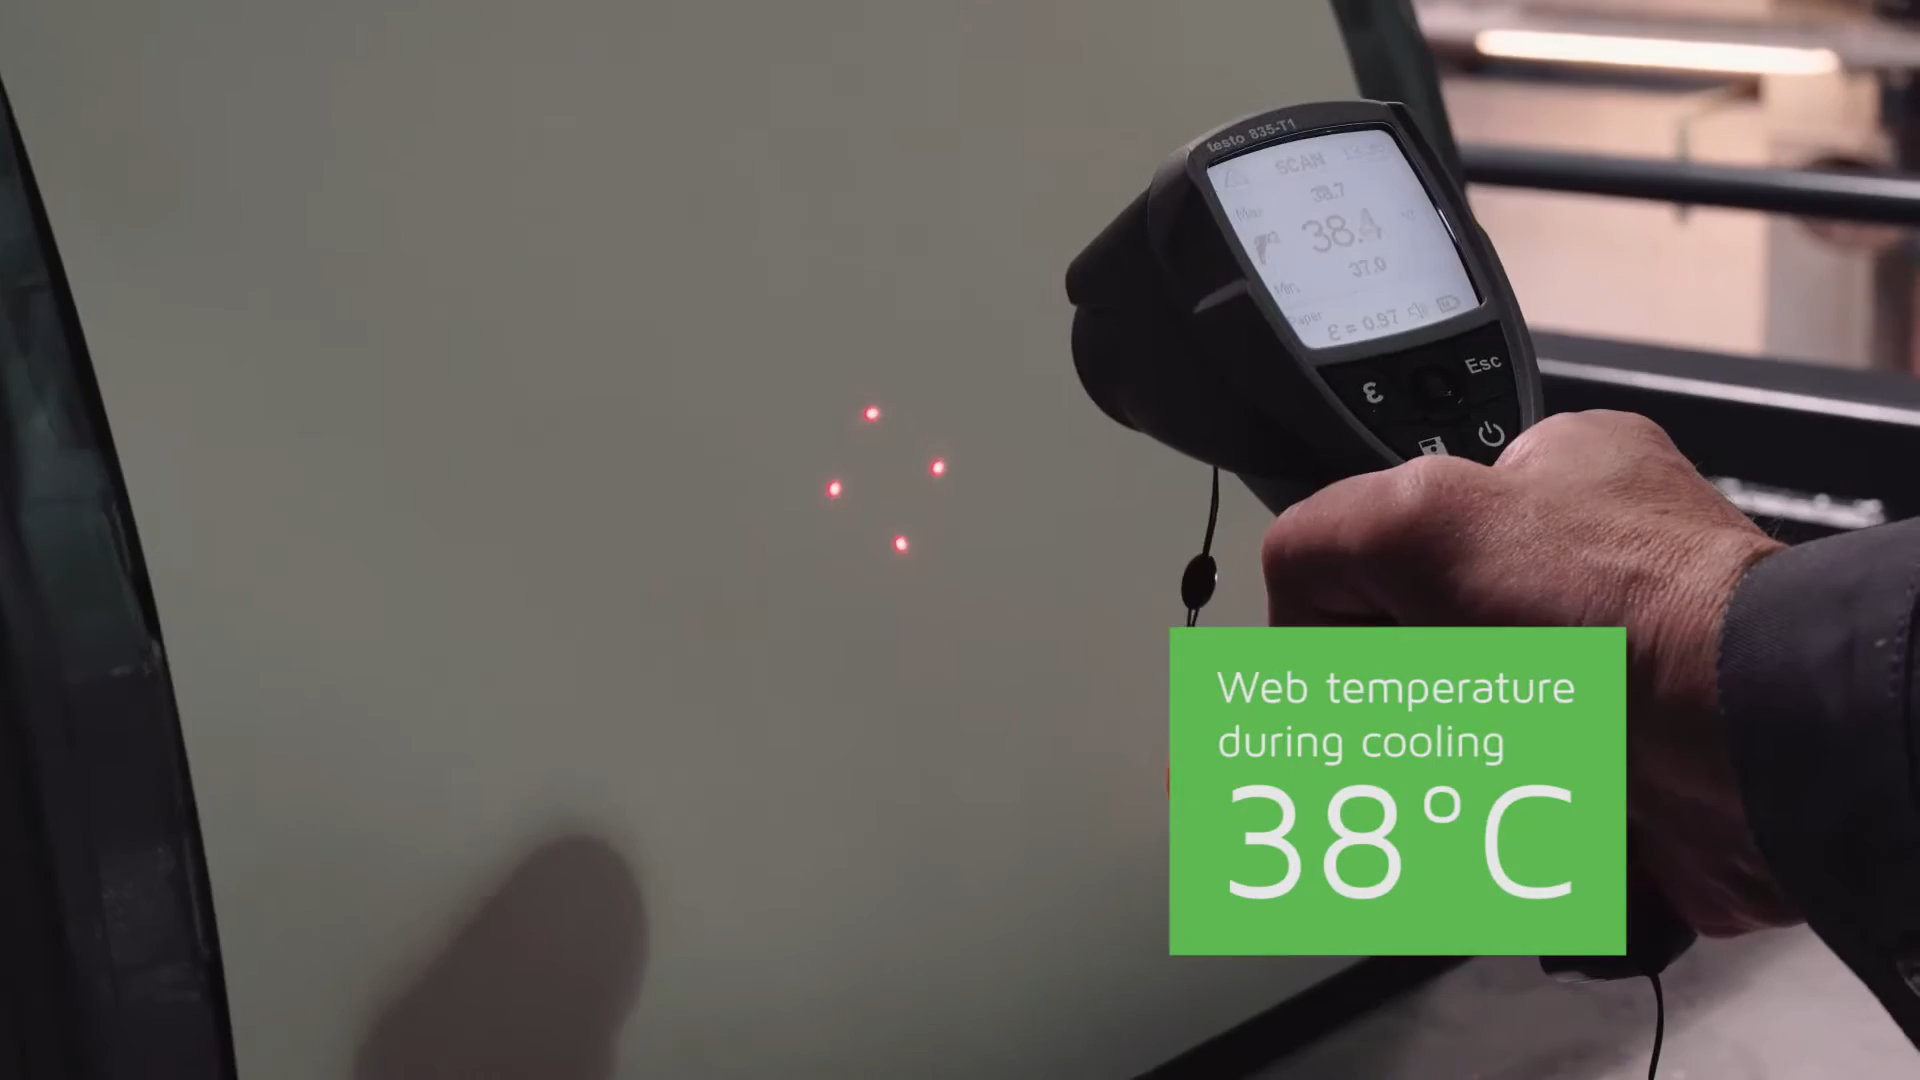 testo 835-T1
SCAN
Max
38.7
38.4 °C
37.0
Min.
Paper
ε = 0.97
Esc
ε
Web temperature
during cooling
38°C